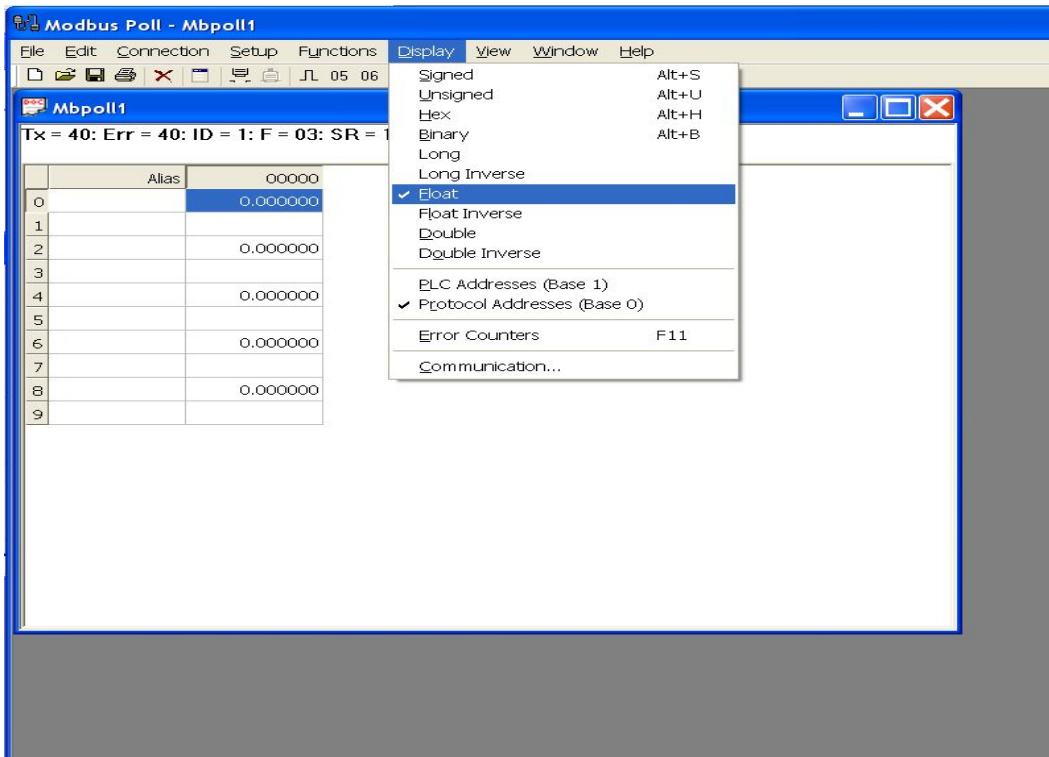 Modbus Poll - Mbpoll1
File Edit Connection Setup Functions Display View Window Help
05 06
Mbpoll1
Tx = 40: Err = 40: ID = 1: F = 03: SR = 1
Signed Alt+S
Unsigned Alt+U
Hex Alt+H
Binary Alt+B
Long
Long Inverse
Float
Float Inverse
Double
Double Inverse
PLC Addresses (Base 1)
Protocol Addresses (Base 0)
Error Counters F11
Communication...
Alias 00000
0 0.000000
1
2 0.000000
3
4 0.000000
5
6 0.000000
7
8 0.000000
9